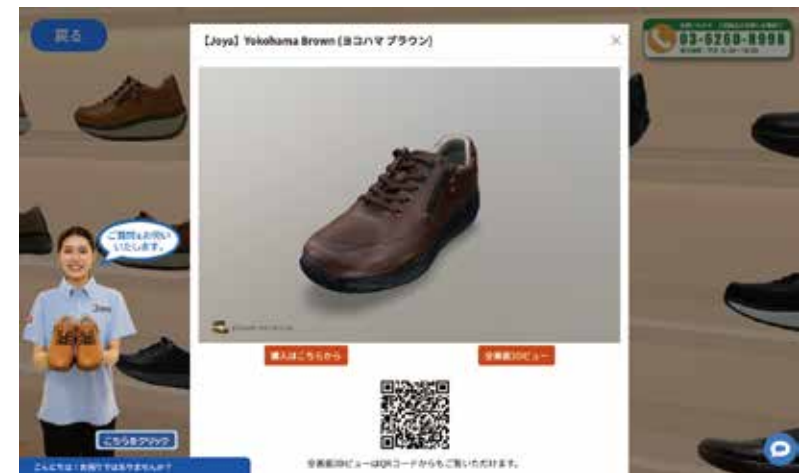 戻る
【Joya】Yokohama Brown (ヨコハマ ブラウン)
×
03-6260-8998
ご質問もお伺い
いたします。
Joya
購入はこちらから
全画面3Dビュー
こちらをクリック
全画面3DビューはQRコードからもご覧いただけます。
こんにちは！お困りではありませんか？